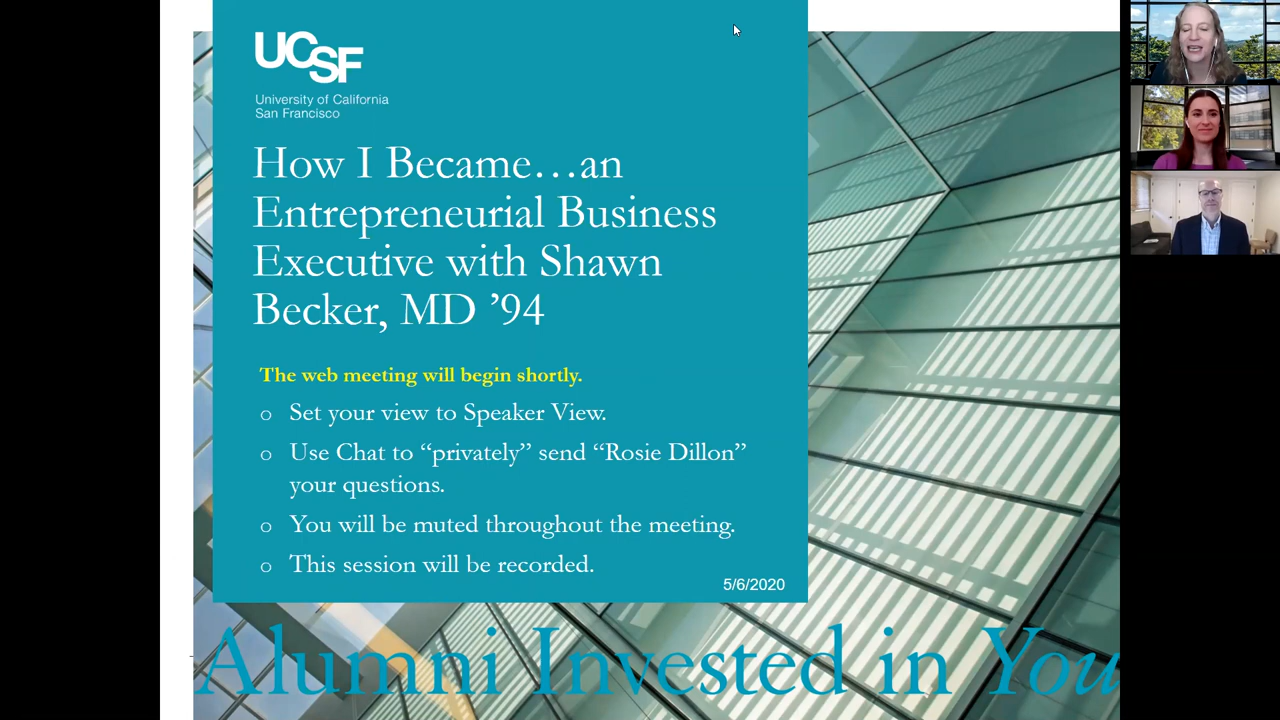 UCSF
University of California
San Francisco
How I Became…an
Entrepreneurial Business
Executive with Shawn
Becker, MD ’94
The web meeting will begin shortly.
o Set your view to Speaker View.
o Use Chat to “privately” send “Rosie Dillon”
your questions.
o You will be muted throughout the meeting.
o This session will be recorded.
5/6/2020
Alumni Invested in You